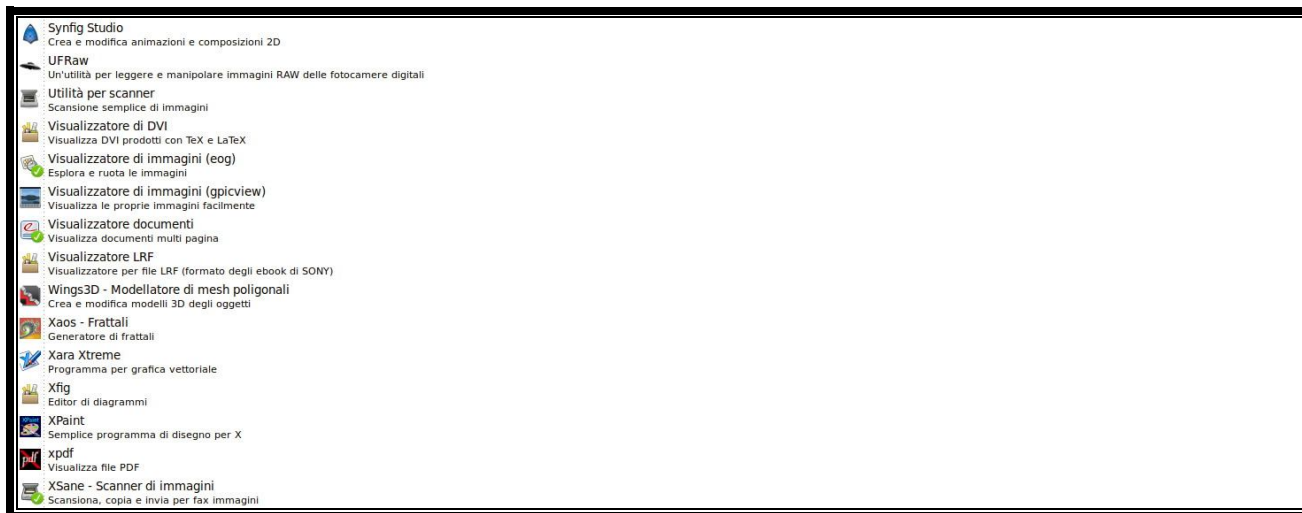 Synfig Studio
Crea e modifica animazioni e composizioni 2D
UFRaw
Un'utilità per leggere e manipolare immagini RAW delle fotocamere digitali
Utilità per scanner
Scansione semplice di immagini
Visualizzatore di DVI
Visualizza DVI prodotti con TeX e LaTeX
Visualizzatore di immagini (eog)
Esplora e ruota le immagini
Visualizzatore di immagini (gpicview)
Visualizza le proprie immagini facilmente
Visualizzatore documenti
Visualizza documenti multi pagina
Visualizzatore LRF
Visualizzatore per file LRF (formato degli ebook di SONY)
Wings3D - Modellatore di mesh poligonali
Crea e modifica modelli 3D degli oggetti
Xaos - Frattali
Generatore di frattali
Xara Xtreme
Programma per grafica vettoriale
Xfig
Editor di diagrammi
XPaint
Semplice programma di disegno per X
xpdf
Visualizza file PDF
XSane - Scanner di immagini
Scansiona, copia e invia per fax immagini